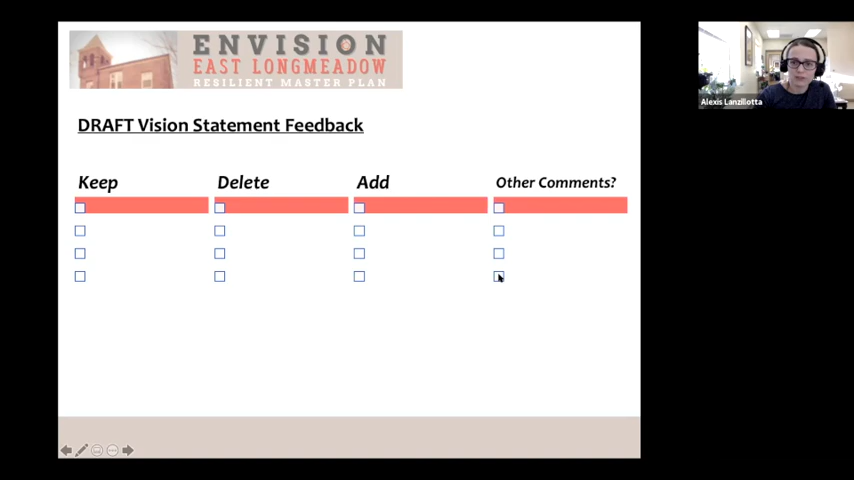 ENVISION
EAST LONGMEADOW
RESILIENT MASTER PLAN
Alexis Lanzillotta
DRAFT Vision Statement Feedback
Keep
Delete
Add
Other Comments?